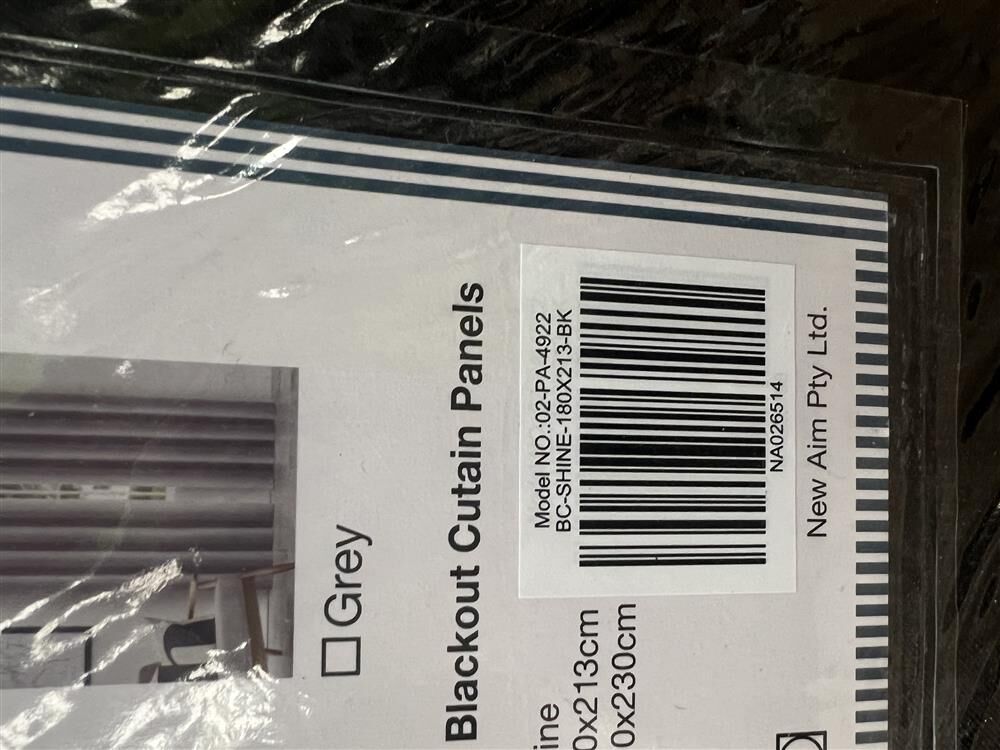 Grey
Blackout Cutain Panels
ine
0x213cm
0x230cm
Model NO.:02-PA-4922
BC-SHINE-180X213-BK
NA026514
New Aim Pty Ltd.